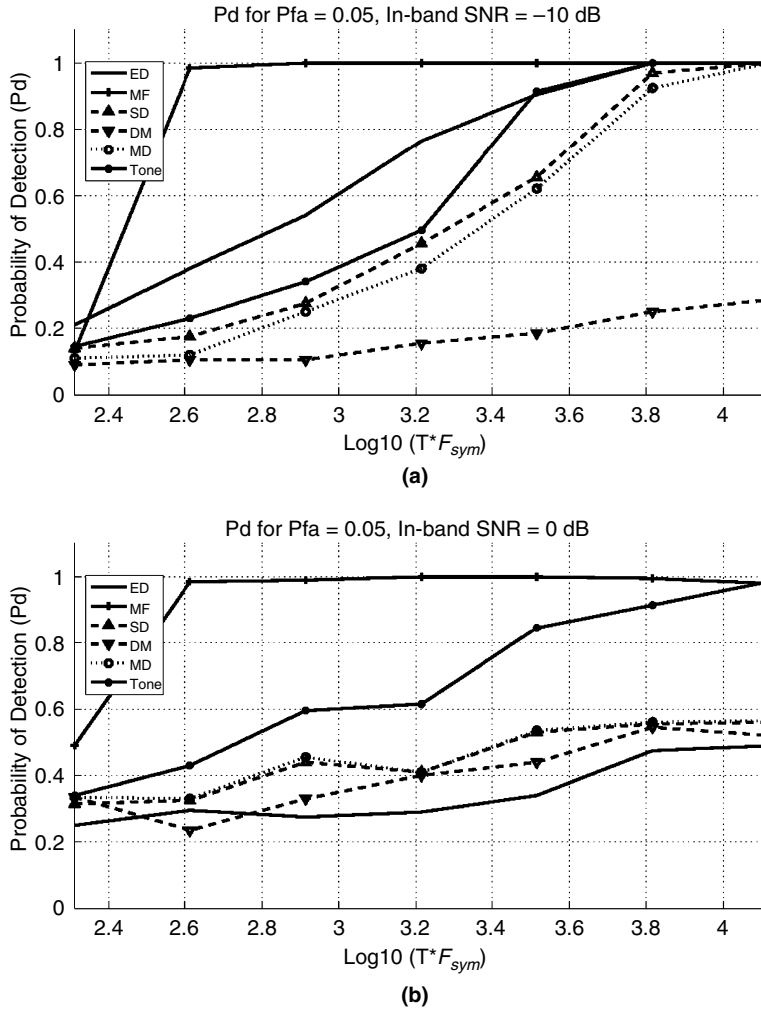 Pd for Pfa = 0.05, In-band SNR = –10 dB
Probability of Detection (Pd)
1
0.8
0.6
0.4
0.2
0
ED
MF
SD
DM
MD
Tone
2.4 2.6 2.8 3 3.2 3.4 3.6 3.8 4
Log10 (T*Fsym)
(a)
Pd for Pfa = 0.05, In-band SNR = 0 dB
Probability of Detection (Pd)
1
0.8
0.6
0.4
0.2
0
ED
MF
SD
DM
MD
Tone
2.4 2.6 2.8 3 3.2 3.4 3.6 3.8 4
Log10 (T*Fsym)
(b)